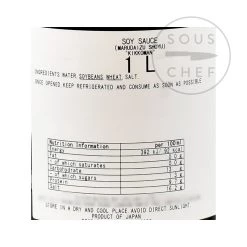 SOUS
CHEF
SOY SAUCE
(MARUDAIZU SHOYU)
"KIKKOMAN"
1 L
INGREDIENTS: WATER, SOYBEANS WHEAT, SALT.
ONCE OPENED KEEP REFRIGERATED AND CONSUME AS SOON AS POSSIBLE
Nutrition Information per 100ml
Energy
Fat
of which saturates
Carbohydrate
of which sugars
Protein
Salt
STORE IN A DRY AND COOL PLACE AVOID DIRECT SUNLIGHT
PRODUCT OF JAPAN